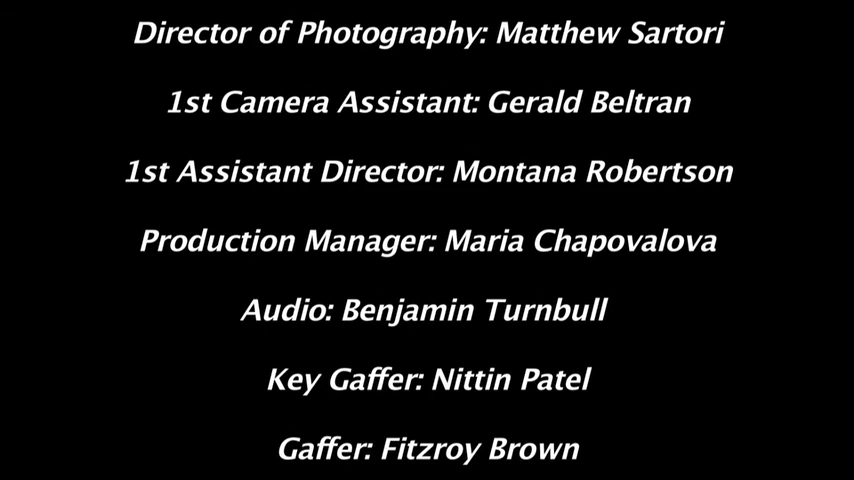 Director of Photography: Matthew Sartori
1st Camera Assistant: Gerald Beltran
1st Assistant Director: Montana Robertson
Production Manager: Maria Chapovalova
Audio: Benjamin Turnbull
Key Gaffer: Nittin Patel
Gaffer: Fitzroy Brown